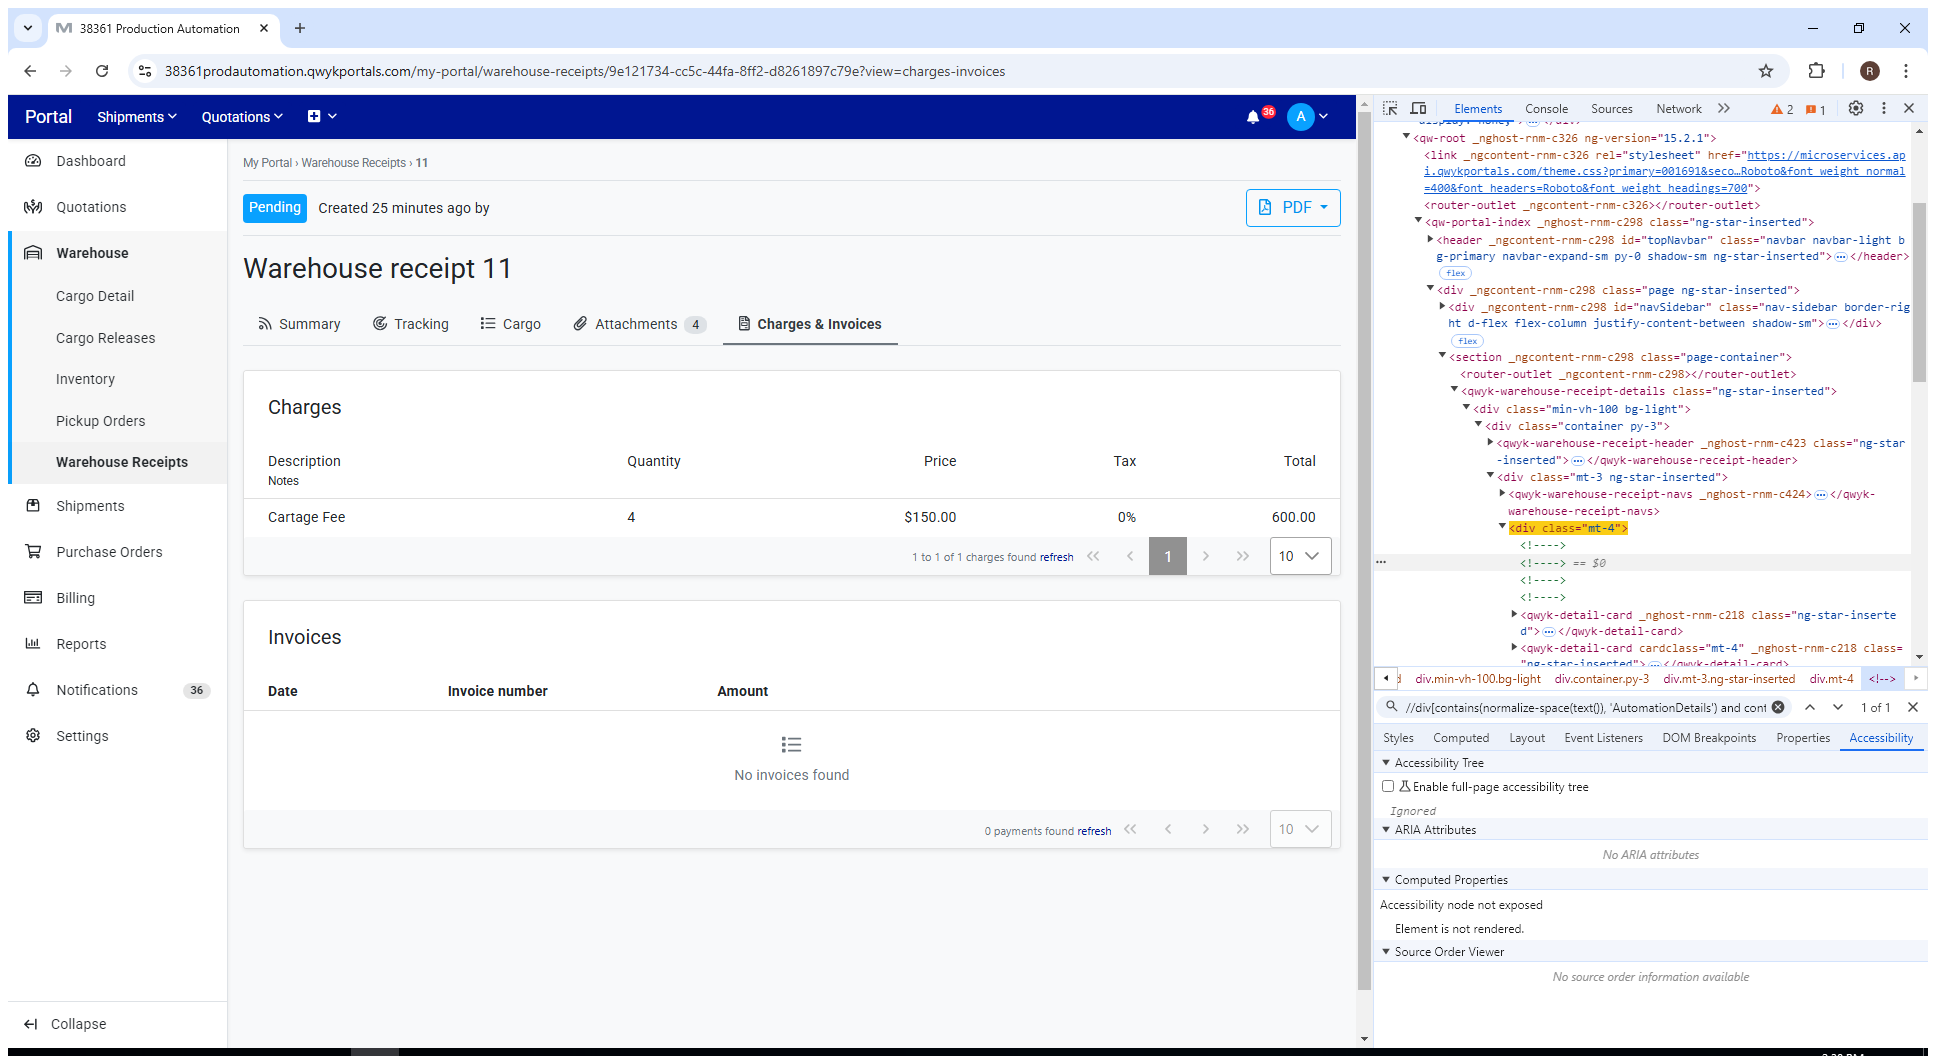 38361 Production Automation
38361prodautomation.qwykportals.com/my-portal/warehouse-receipts/9e121734-cc5c-44fa-8ff2-d8261897c79e?view=charges-invoices
R
Portal Shipments Quotations 36 A
Dashboard
Quotations
Warehouse
Cargo Detail
Cargo Releases
Inventory
Pickup Orders
Warehouse Receipts
Shipments
Purchase Orders
Billing
Reports
Notifications 36
Settings
Collapse
My Portal › Warehouse Receipts › 11
Pending Created 25 minutes ago by PDF
Warehouse receipt 11
Summary Tracking Cargo Attachments 4 Charges & Invoices
Charges
Description Quantity Price Tax Total
Notes
Cartage Fee 4 $150.00 0% 600.00
1 to 1 of 1 charges found refresh 1 10
Invoices
Date Invoice number Amount
No invoices found
0 payments found refresh 10
Elements Console Sources Network 2 1
<qw-root _nghost-rnm-c326 ng-version="15.2.1">
<link _ngcontent-rnm-c326 rel="stylesheet" href="https://microservices.ap
i.qwykportals.com/theme.css?primary=001691&seco…Roboto&font_weight_normal
=400&font_headers=Roboto&font_weight_headings=700">
<router-outlet _ngcontent-rnm-c326></router-outlet>
<qw-portal-index _nghost-rnm-c298 class="ng-star-inserted">
<header _ngcontent-rnm-c298 id="topNavbar" class="navbar navbar-light b
g-primary navbar-expand-sm py-0 shadow-sm ng-star-inserted">…</header>
flex
<div _ngcontent-rnm-c298 class="page ng-star-inserted">
<div _ngcontent-rnm-c298 id="navSidebar" class="nav-sidebar border-rig
ht d-flex flex-column justify-content-between shadow-sm">…</div>
flex
<section _ngcontent-rnm-c298 class="page-container">
<router-outlet _ngcontent-rnm-c298></router-outlet>
<qwyk-warehouse-receipt-details class="ng-star-inserted">
<div class="min-vh-100 bg-light">
<div class="container py-3">
<qwyk-warehouse-receipt-header _nghost-rnm-c423 class="ng-star
-inserted">…</qwyk-warehouse-receipt-header>
<div class="mt-3 ng-star-inserted">
<qwyk-warehouse-receipt-navs _nghost-rnm-c424>…</qwyk-
warehouse-receipt-navs>
<div class="mt-4">
<!---->
<!----> == $0
<!---->
<!---->
<qwyk-detail-card _nghost-rnm-c218 class="ng-star-inserte
d">…</qwyk-detail-card>
<qwyk-detail-card cardclass="mt-4" _nghost-rnm-c218 class=
"ng-star-inserted">…</qwyk-detail-card>
div.min-vh-100.bg-light div.container.py-3 div.mt-3.ng-star-inserted div.mt-4 <!-->
//div[contains(normalize-space(text()), 'AutomationDetails') and cont 1 of 1
Styles Computed Layout Event Listeners DOM Breakpoints Properties Accessibility
Accessibility Tree
Enable full-page accessibility tree
Ignored
ARIA Attributes
No ARIA attributes
Computed Properties
Accessibility node not exposed
Element is not rendered.
Source Order Viewer
No source order information available